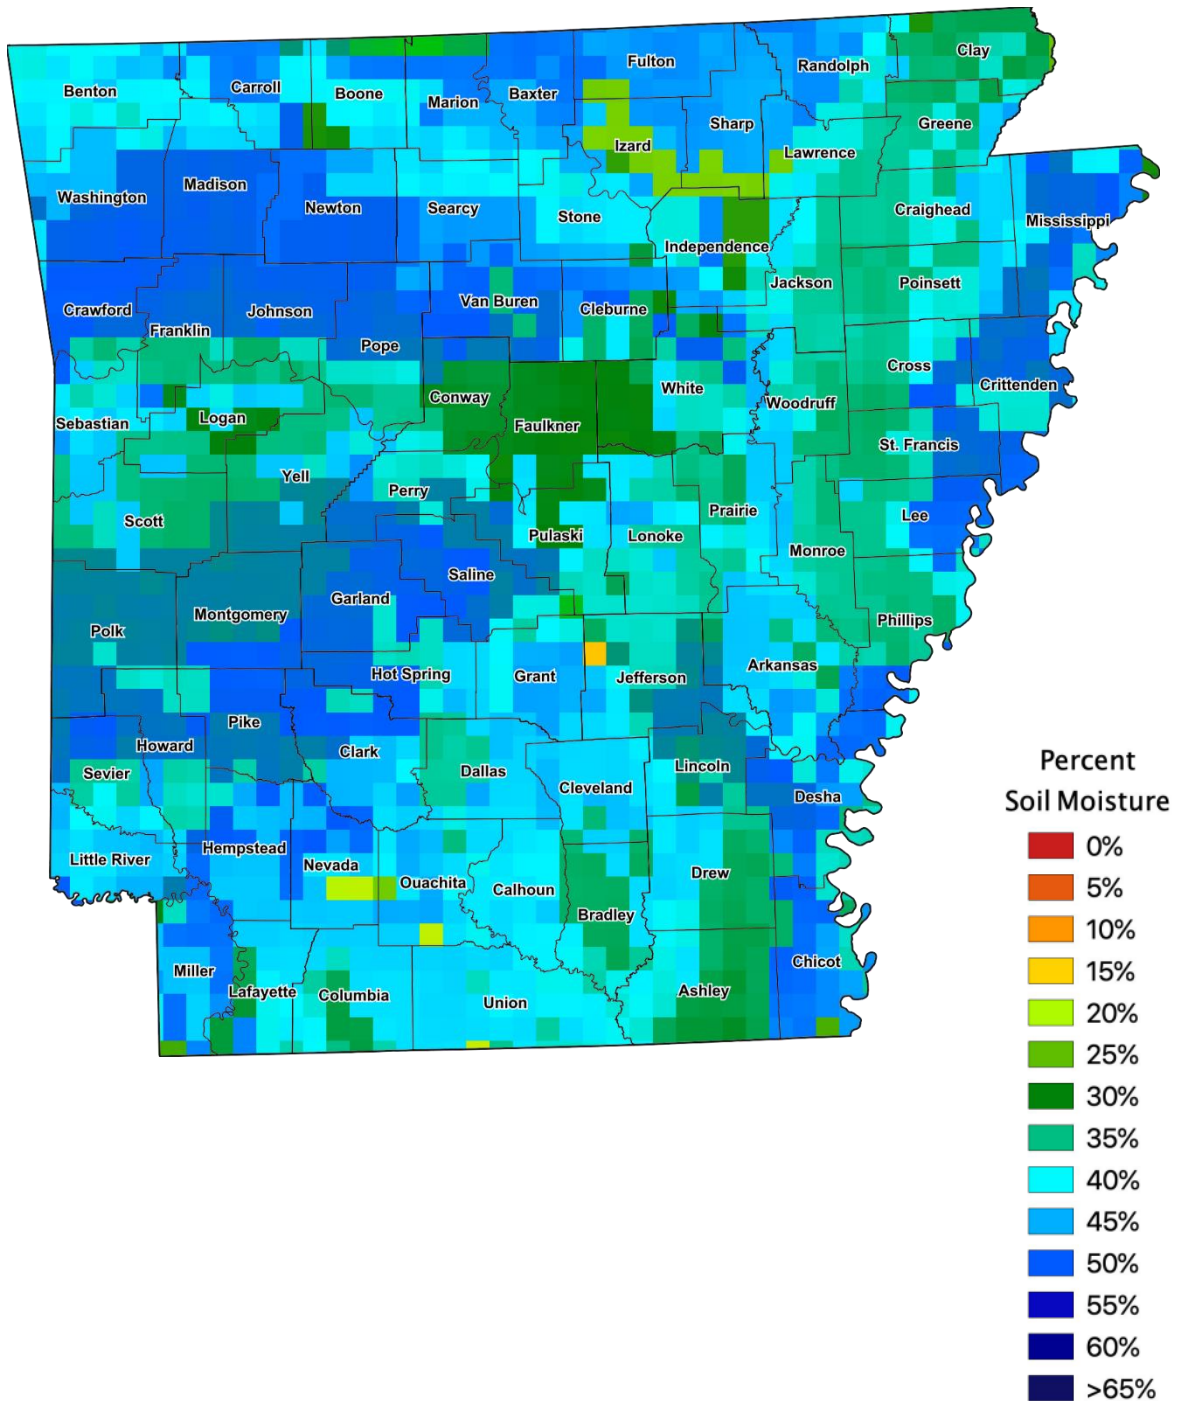 Clay
Fulton
Randolph
Carroll
Benton
Boone
Baxter
Marion
Sharp
Greene
Izard
Lawrence
Madison
Washington
Newton
Searcy
Stone
Craighead
Mississippi
Independence
Jackson
Poinsett
Van Buren
Crawford
Johnson
Cleburne
Franklin
Pope
Cross
Crittenden
White
Conway
Woodruff
Logan
Sebastian
Faulkner
St. Francis
Yell
Perry
Prairie
Lee
Scott
Pulaski
Lonoke
Monroe
Saline
Garland
Montgomery
Polk
Phillips
Arkansas
Hot Spring
Grant
Jefferson
Pike
Howard
Clark
Lincoln
Sevier
Dallas
Cleveland
Desha
Hempstead
Little River
Nevada
Ouachita
Calhoun
Drew
Bradley
Chicot
Miller
Lafayette
Columbia
Union
Ashley
Percent
Soil Moisture
0%
5%
10%
15%
20%
25%
30%
35%
40%
45%
50%
55%
60%
>65%